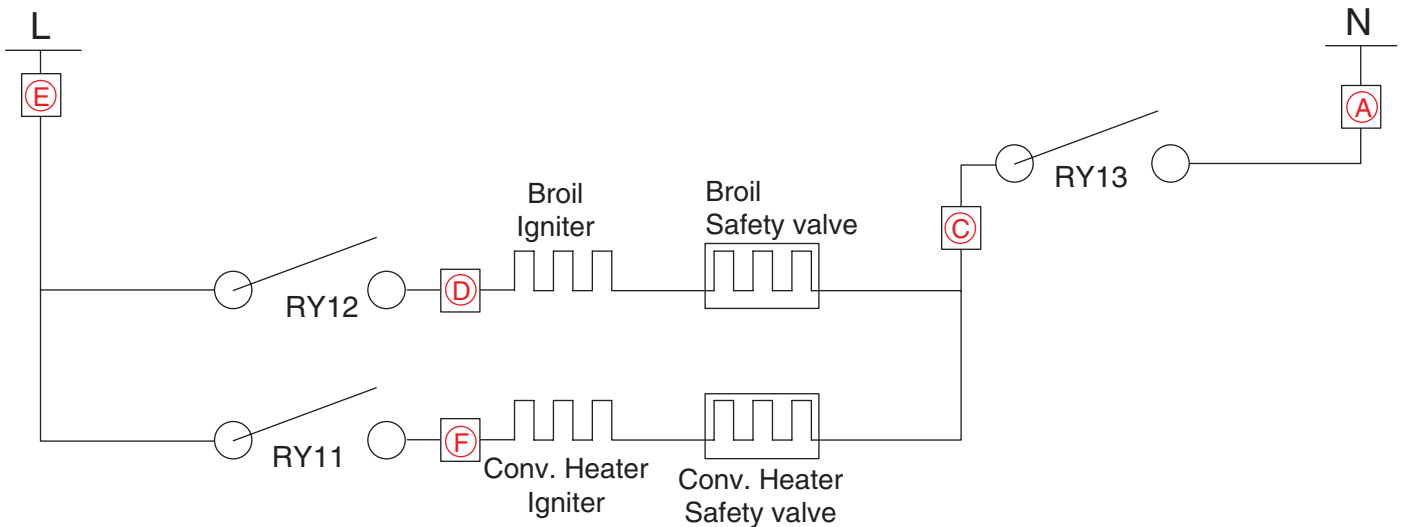 L
N
E
A
RY13
Broil
Igniter
Broil
Safety valve
C
RY12
D
RY11
F
Conv. Heater
Igniter
Conv. Heater
Safety valve